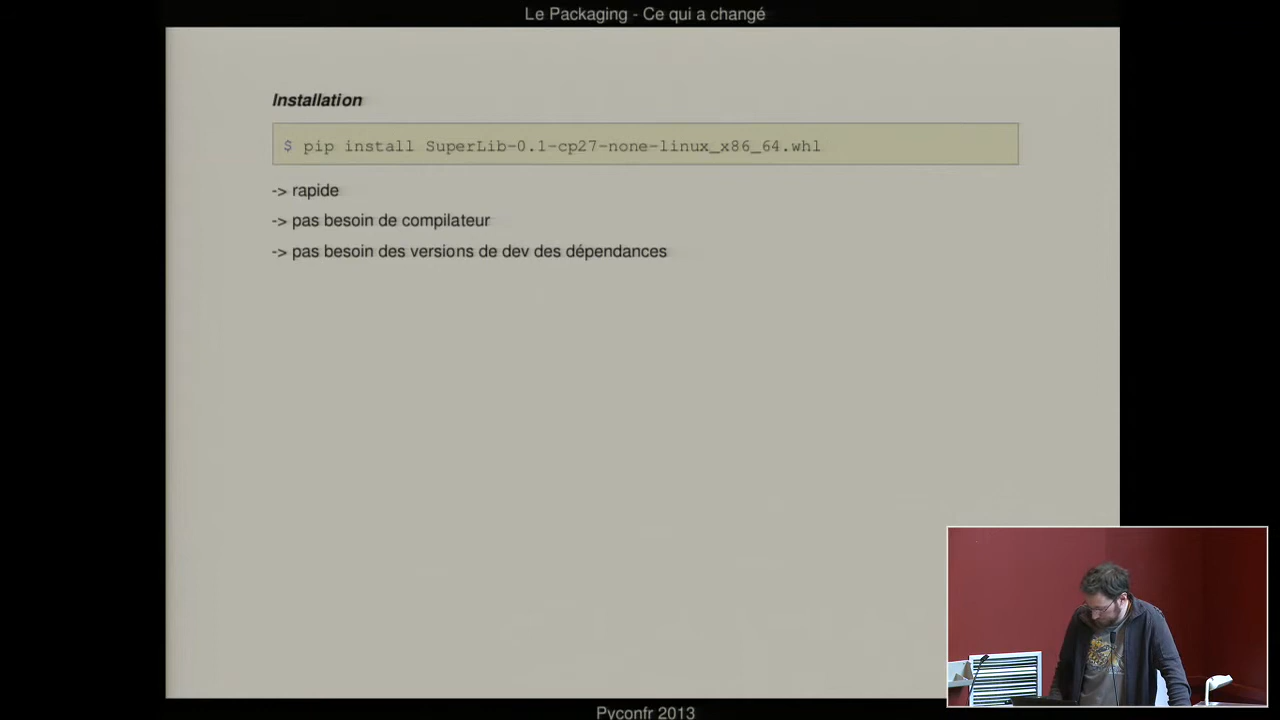 Le Packaging - Ce qui a changé
Installation
$ pip install SuperLib-0.1-cp27-none-linux_x86_64.whl
-> rapide
-> pas besoin de compilateur
-> pas besoin des versions de dev des dépendances
Pyconfr 2013